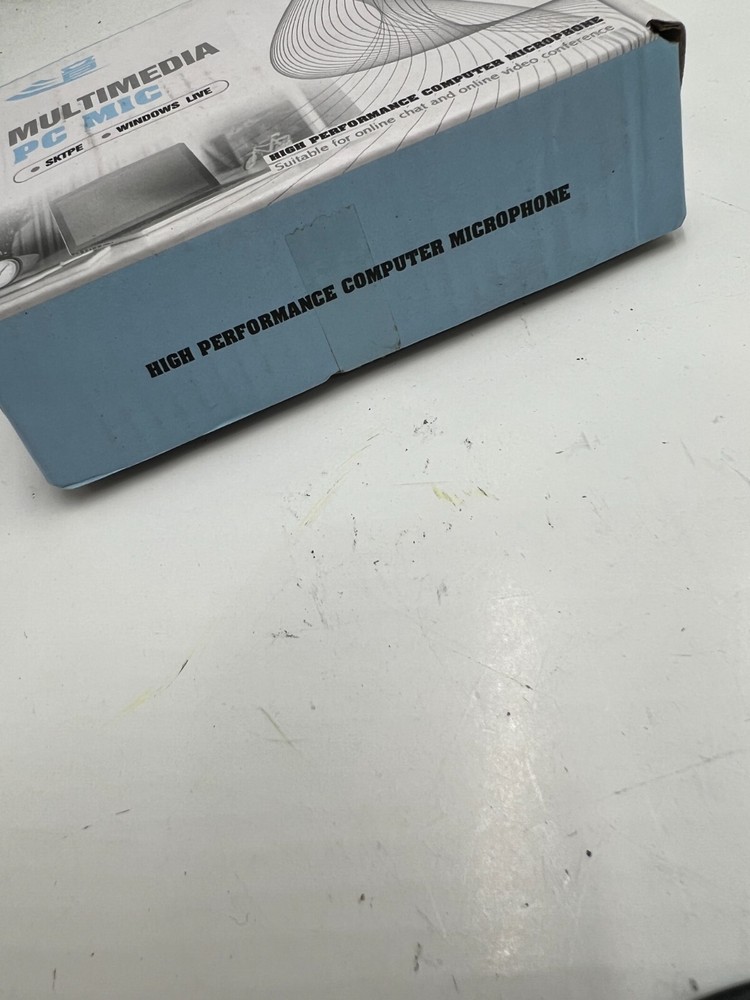 MULTIMEDIA
PC MIC
• SKTPE • WINDOWS LIVE
HIGH PERFORMANCE COMPUTER MICROPHONE
Suitable for online chat and online video conference
HIGH PERFORMANCE COMPUTER MICROPHONE